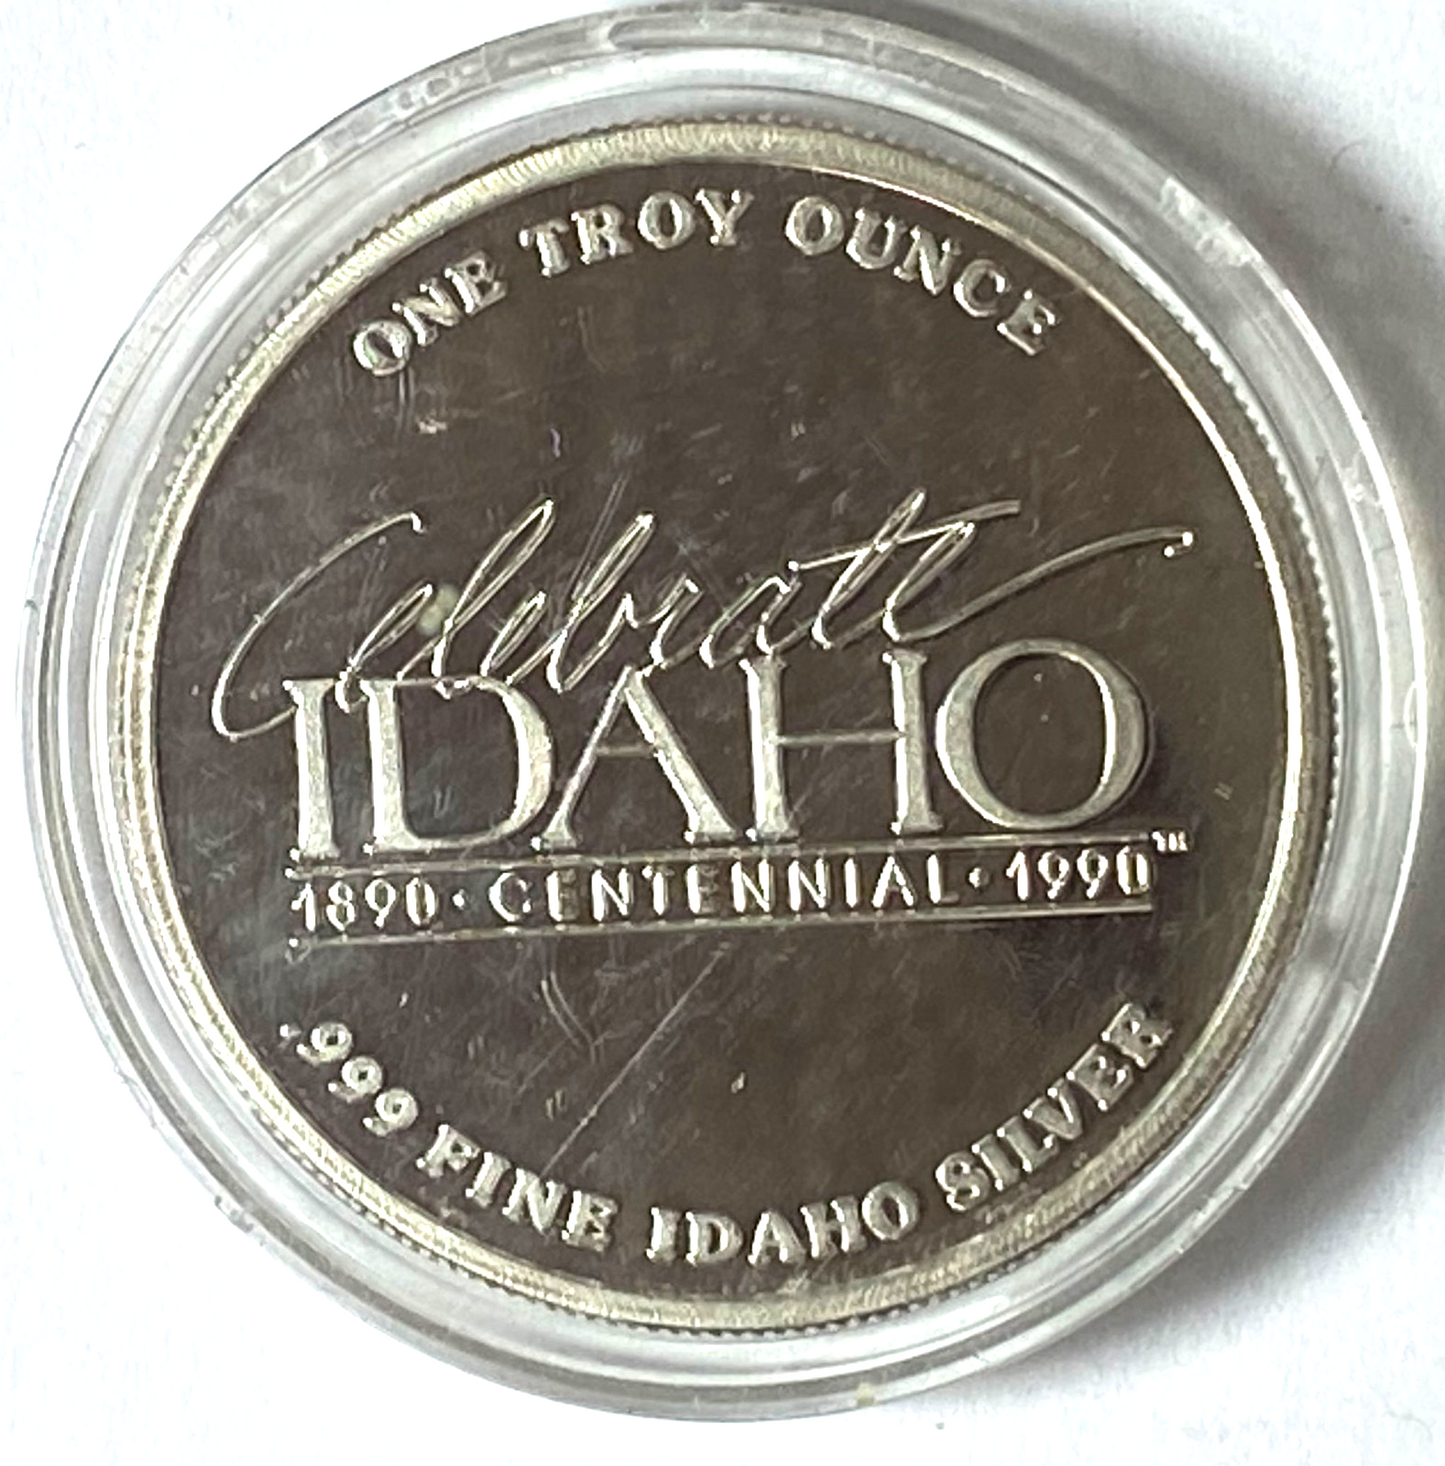 ONE TROY OUNCE
Celebrate
IDAHO
1890 · CENTENNIAL · 1990™
.999 FINE IDAHO SILVER